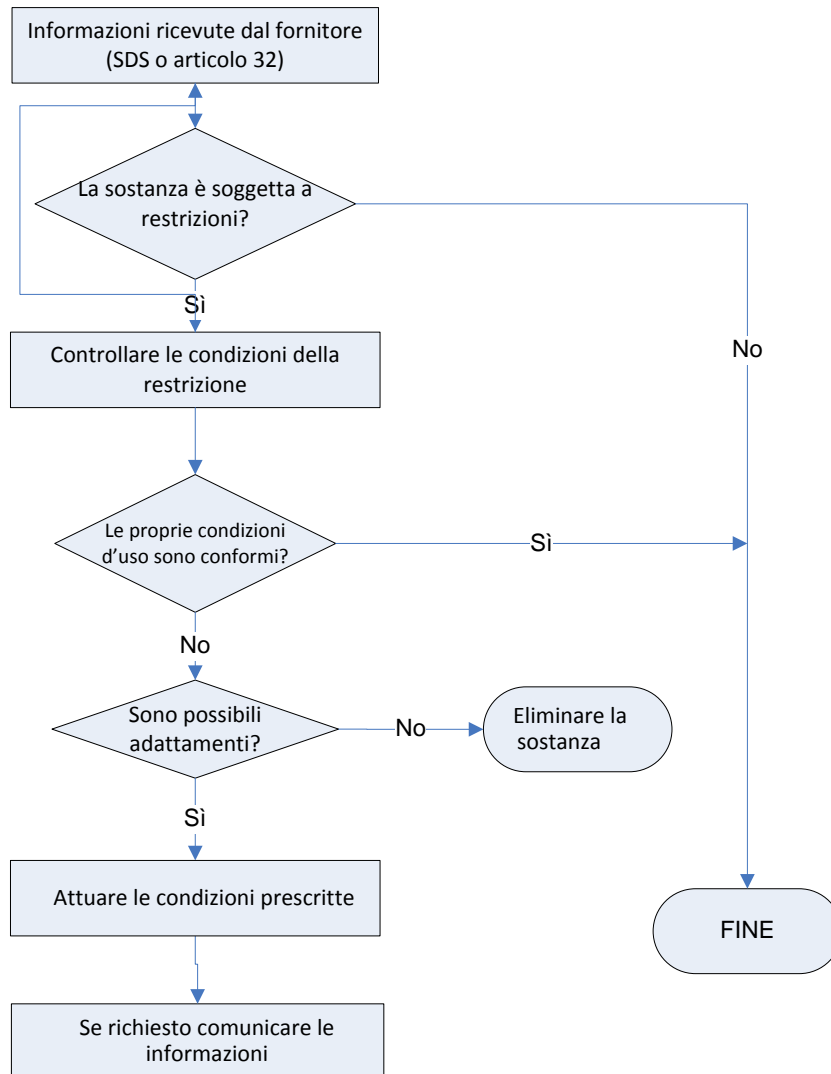 Informazioni ricevute dal fornitore
(SDS o articolo 32)
La sostanza è soggetta a
restrizioni?
Sì
No
Controllare le condizioni della
restrizione
Le proprie condizioni
d'uso sono conformi?
Sì
No
Sono possibili
adattamenti?
No
Eliminare la
sostanza
Sì
Attuare le condizioni prescritte
FINE
Se richiesto comunicare le
informazioni